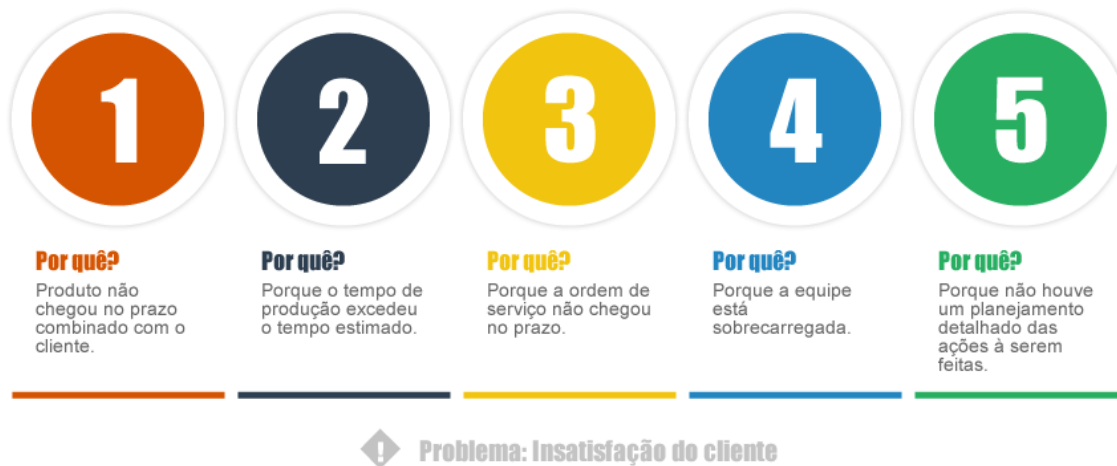 1
2
3
4
5
Por quê?
Produto não
chegou no prazo
combinado com o
cliente.
Por quê?
Porque o tempo de
produção excedeu
o tempo estimado.
Por quê?
Porque a ordem de
serviço não chegou
no prazo.
Por quê?
Porque a equipe
está
sobrecarregada.
Por quê?
Porque não houve
um planejamento
detalhado das
ações à serem
feitas.
! Problema: Insatisfação do cliente